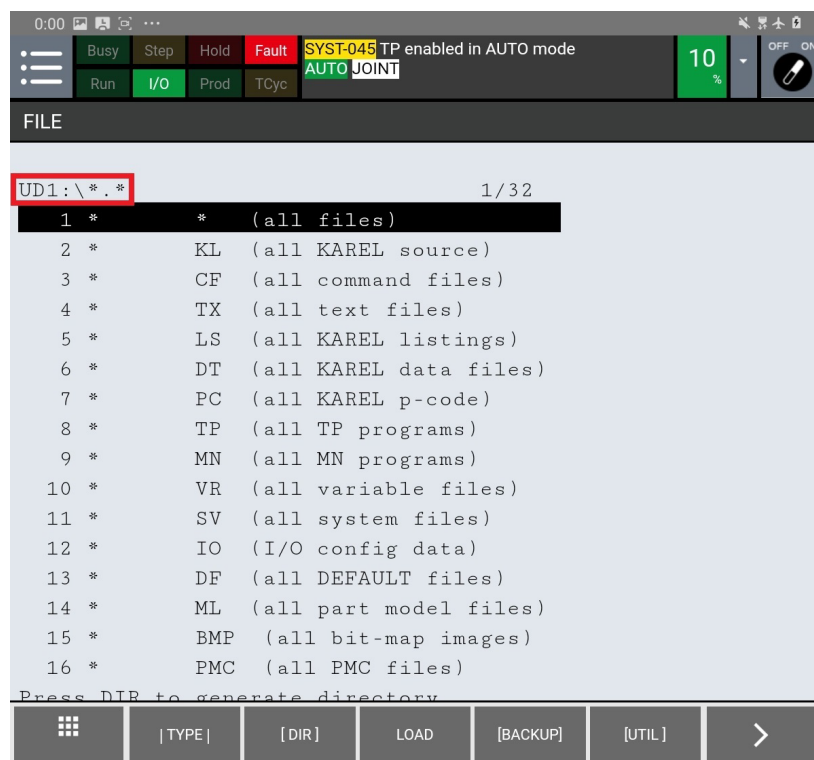 0:00 ...
Busy Step Hold Fault SYST-045 TP enabled in AUTO mode
Run I/O Prod TCyc AUTO JOINT
10 %
OFF ON
FILE
UD1:\*.* 1/32
1 * * (all files)
2 * KL (all KAREL source)
3 * CF (all command files)
4 * TX (all text files)
5 * LS (all KAREL listings)
6 * DT (all KAREL data files)
7 * PC (all KAREL p-code)
8 * TP (all TP programs)
9 * MN (all MN programs)
10 * VR (all variable files)
11 * SV (all system files)
12 * IO (I/O config data)
13 * DF (all DEFAULT files)
14 * ML (all part model files)
15 * BMP (all bit-map images)
16 * PMC (all PMC files)
Press DIR to generate directory
| TYPE | [ DIR ] LOAD [BACKUP] [UTIL ] >